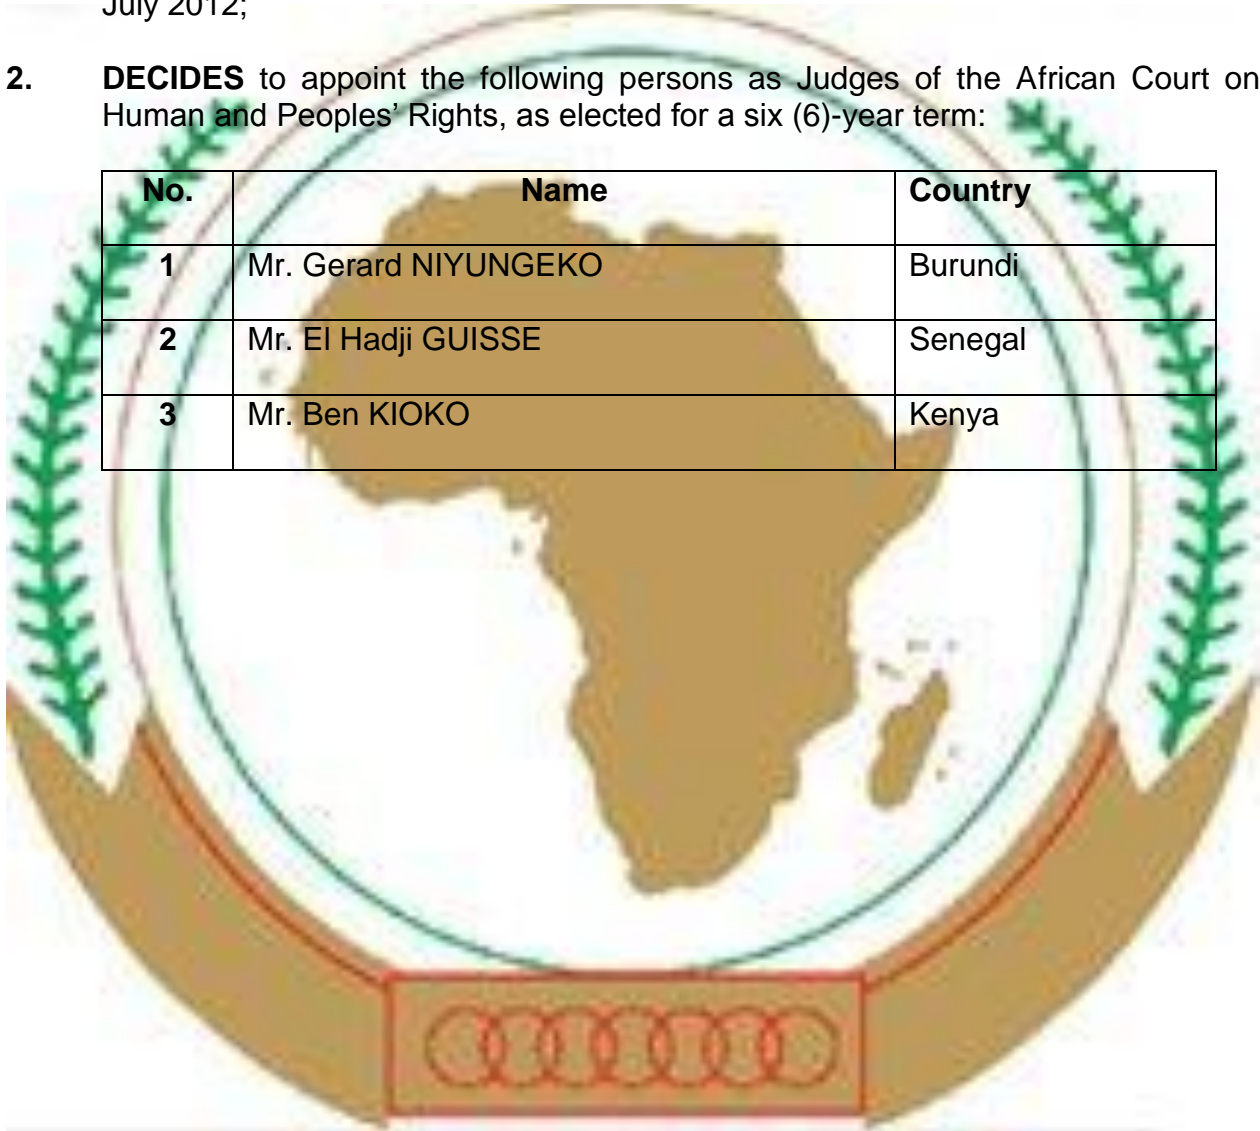 July 2012;
2. DECIDES to appoint the following persons as Judges of the African Court on
Human and Peoples' Rights, as elected for a six (6)-year term:
No. Name Country
1 Mr. Gerard NIYUNGEKO Burundi
2 Mr. El Hadji GUISSE Senegal
3 Mr. Ben KIOKO Kenya